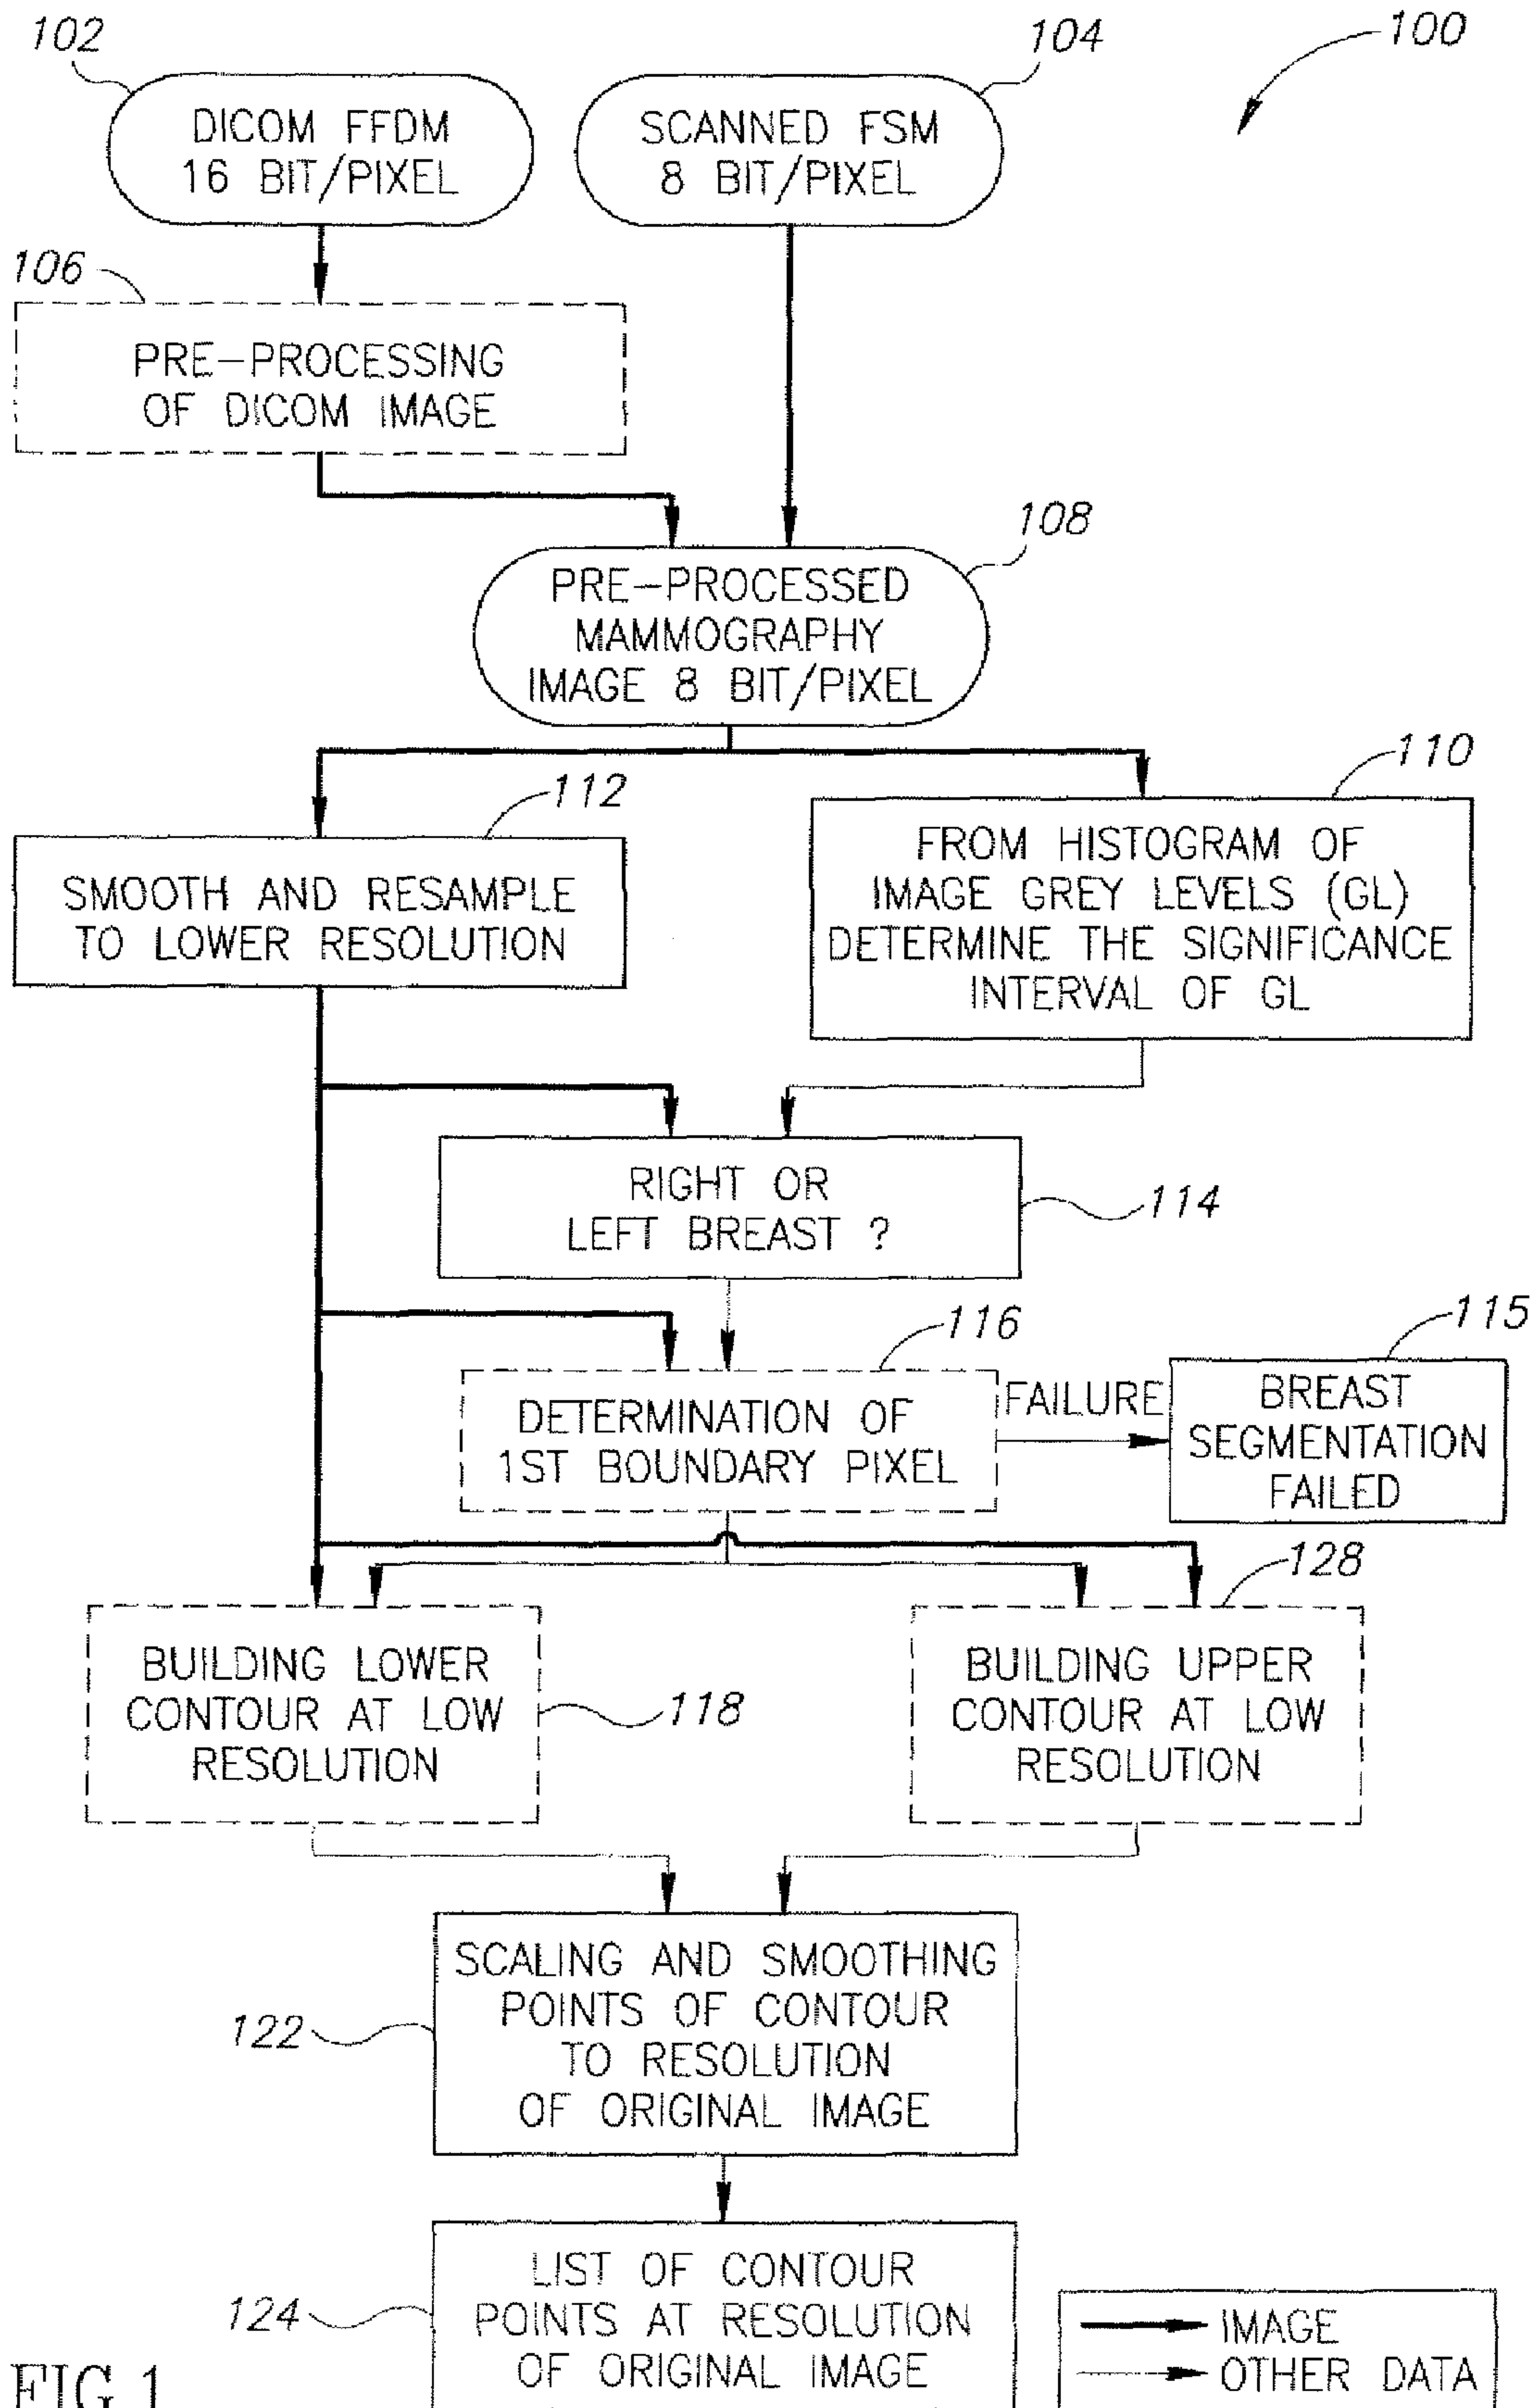 102
104
100
DICOM FFDM
16 BIT/PIXEL
SCANNED FSM
8 BIT/PIXEL
106
PRE-PROCESSING
OF DICOM IMAGE
108
PRE-PROCESSED
MAMMOGRAPHY
IMAGE 8 BIT/PIXEL
110
112
FROM HISTOGRAM OF
IMAGE GREY LEVELS (GL)
DETERMINE THE SIGNIFICANCE
INTERVAL OF GL
SMOOTH AND RESAMPLE
TO LOWER RESOLUTION
RIGHT OR
LEFT BREAST ?
114
116
115
DETERMINATION OF
1ST BOUNDARY PIXEL
FAILURE
BREAST
SEGMENTATION
FAILED
128
BUILDING LOWER
CONTOUR AT LOW
RESOLUTION
118
BUILDING UPPER
CONTOUR AT LOW
RESOLUTION
SCALING AND SMOOTHING
POINTS OF CONTOUR
TO RESOLUTION
OF ORIGINAL IMAGE
122
LIST OF CONTOUR
POINTS AT RESOLUTION
OF ORIGINAL IMAGE
124
IMAGE
OTHER DATA
FIG.1